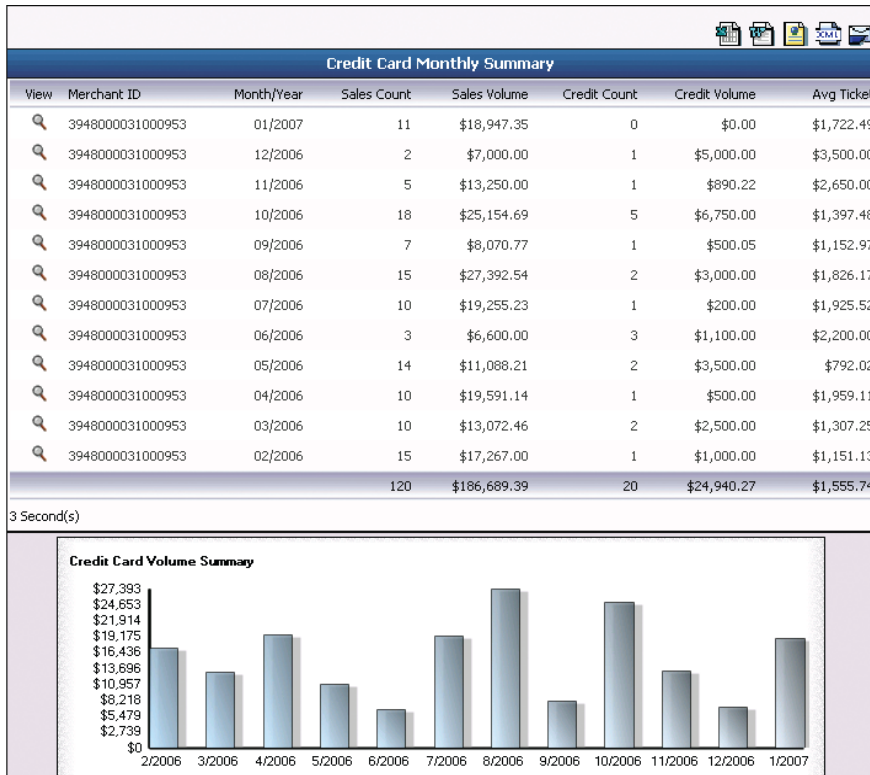 XML
Credit Card Monthly Summary
View Merchant ID Month/Year Sales Count Sales Volume Credit Count Credit Volume Avg Ticket
3948000031000953 01/2007 11 $18,947.35 0 $0.00 $1,722.49
3948000031000953 12/2006 2 $7,000.00 1 $5,000.00 $3,500.00
3948000031000953 11/2006 5 $13,250.00 1 $890.22 $2,650.00
3948000031000953 10/2006 18 $25,154.69 5 $6,750.00 $1,397.48
3948000031000953 09/2006 7 $8,070.77 1 $500.05 $1,152.97
3948000031000953 08/2006 15 $27,392.54 2 $3,000.00 $1,826.17
3948000031000953 07/2006 10 $19,255.23 1 $200.00 $1,925.52
3948000031000953 06/2006 3 $6,600.00 3 $1,100.00 $2,200.00
3948000031000953 05/2006 14 $11,088.21 2 $3,500.00 $792.02
3948000031000953 04/2006 10 $19,591.14 1 $500.00 $1,959.11
3948000031000953 03/2006 10 $13,072.46 2 $2,500.00 $1,307.25
3948000031000953 02/2006 15 $17,267.00 1 $1,000.00 $1,151.13
120 $186,689.39 20 $24,940.27 $1,555.74
3 Second(s)
Credit Card Volume Summary
$27,393
$24,653
$21,914
$19,175
$16,436
$13,696
$10,957
$8,218
$5,479
$2,739
$0
2/2006 3/2006 4/2006 5/2006 6/2006 7/2006 8/2006 9/2006 10/2006 11/2006 12/2006 1/2007